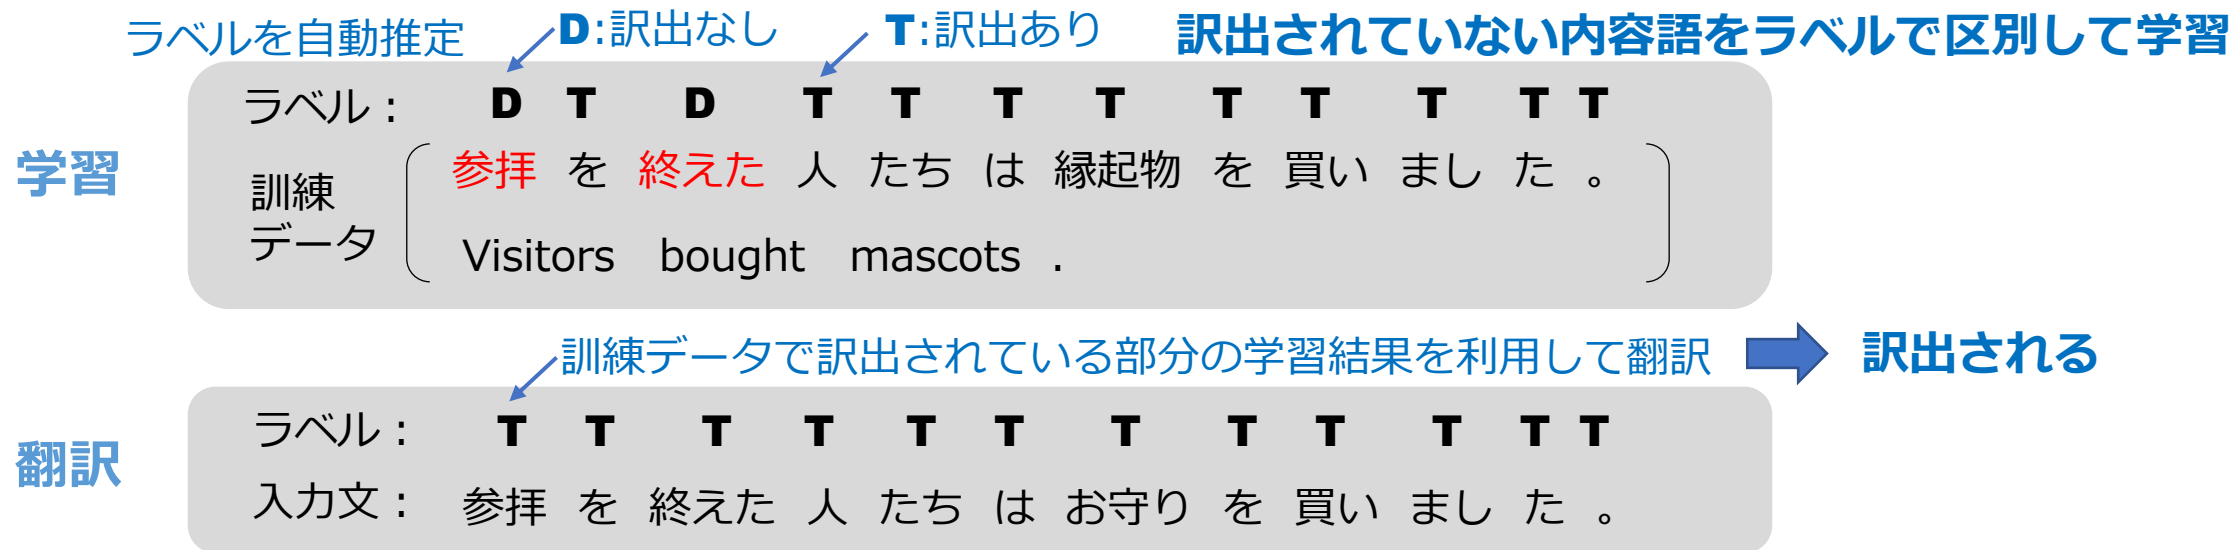 ラベルを自動推定 D:訳出なし T:訳出あり 訳出されていない内容語をラベルで区別して学習
学習
ラベル： D T D T T T T T T T T T
訓練
データ
参拝 を 終えた 人 たち は 縁起物 を 買い まし た 。
Visitors bought mascots .
訓練データで訳出されている部分の学習結果を利用して翻訳 訳出される
翻訳
ラベル： T T T T T T T T T T T T
入力文： 参拝 を 終えた 人 たち は お守り を 買い まし た 。